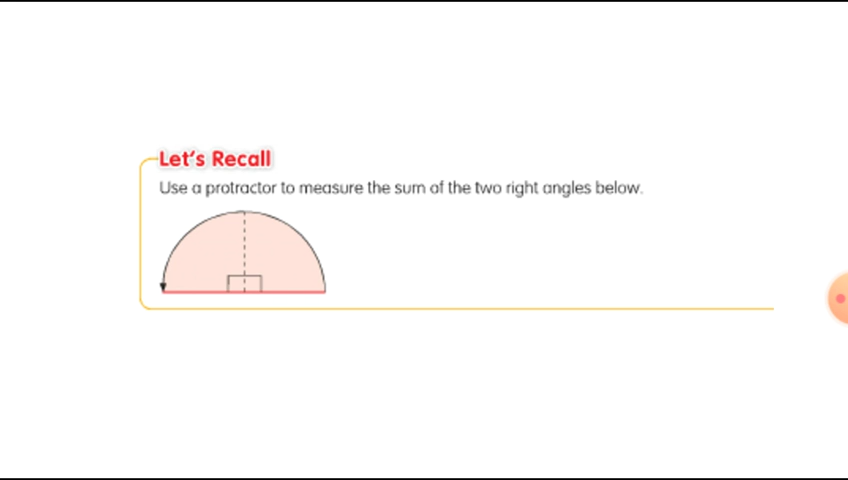 Let's Recall
Use a protractor to measure the sum of the two right angles below.